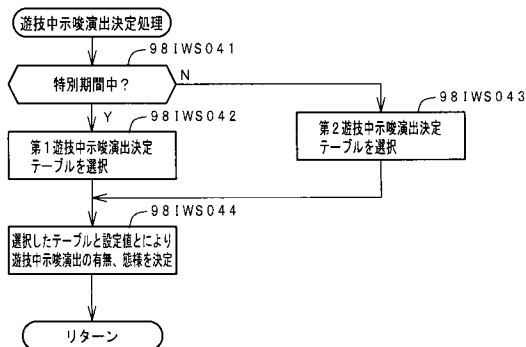 遊技中示唆演出決定処理
98IWS041
特別期間中?
N
Y
98IWS042
98IWS043
第1遊技中示唆演出決定
テーブルを選択
第2遊技中示唆演出決定
テーブルを選択
98IWS044
選択したテーブルと設定値とにより
遊技中示唆演出の有無、態様を決定
リターン